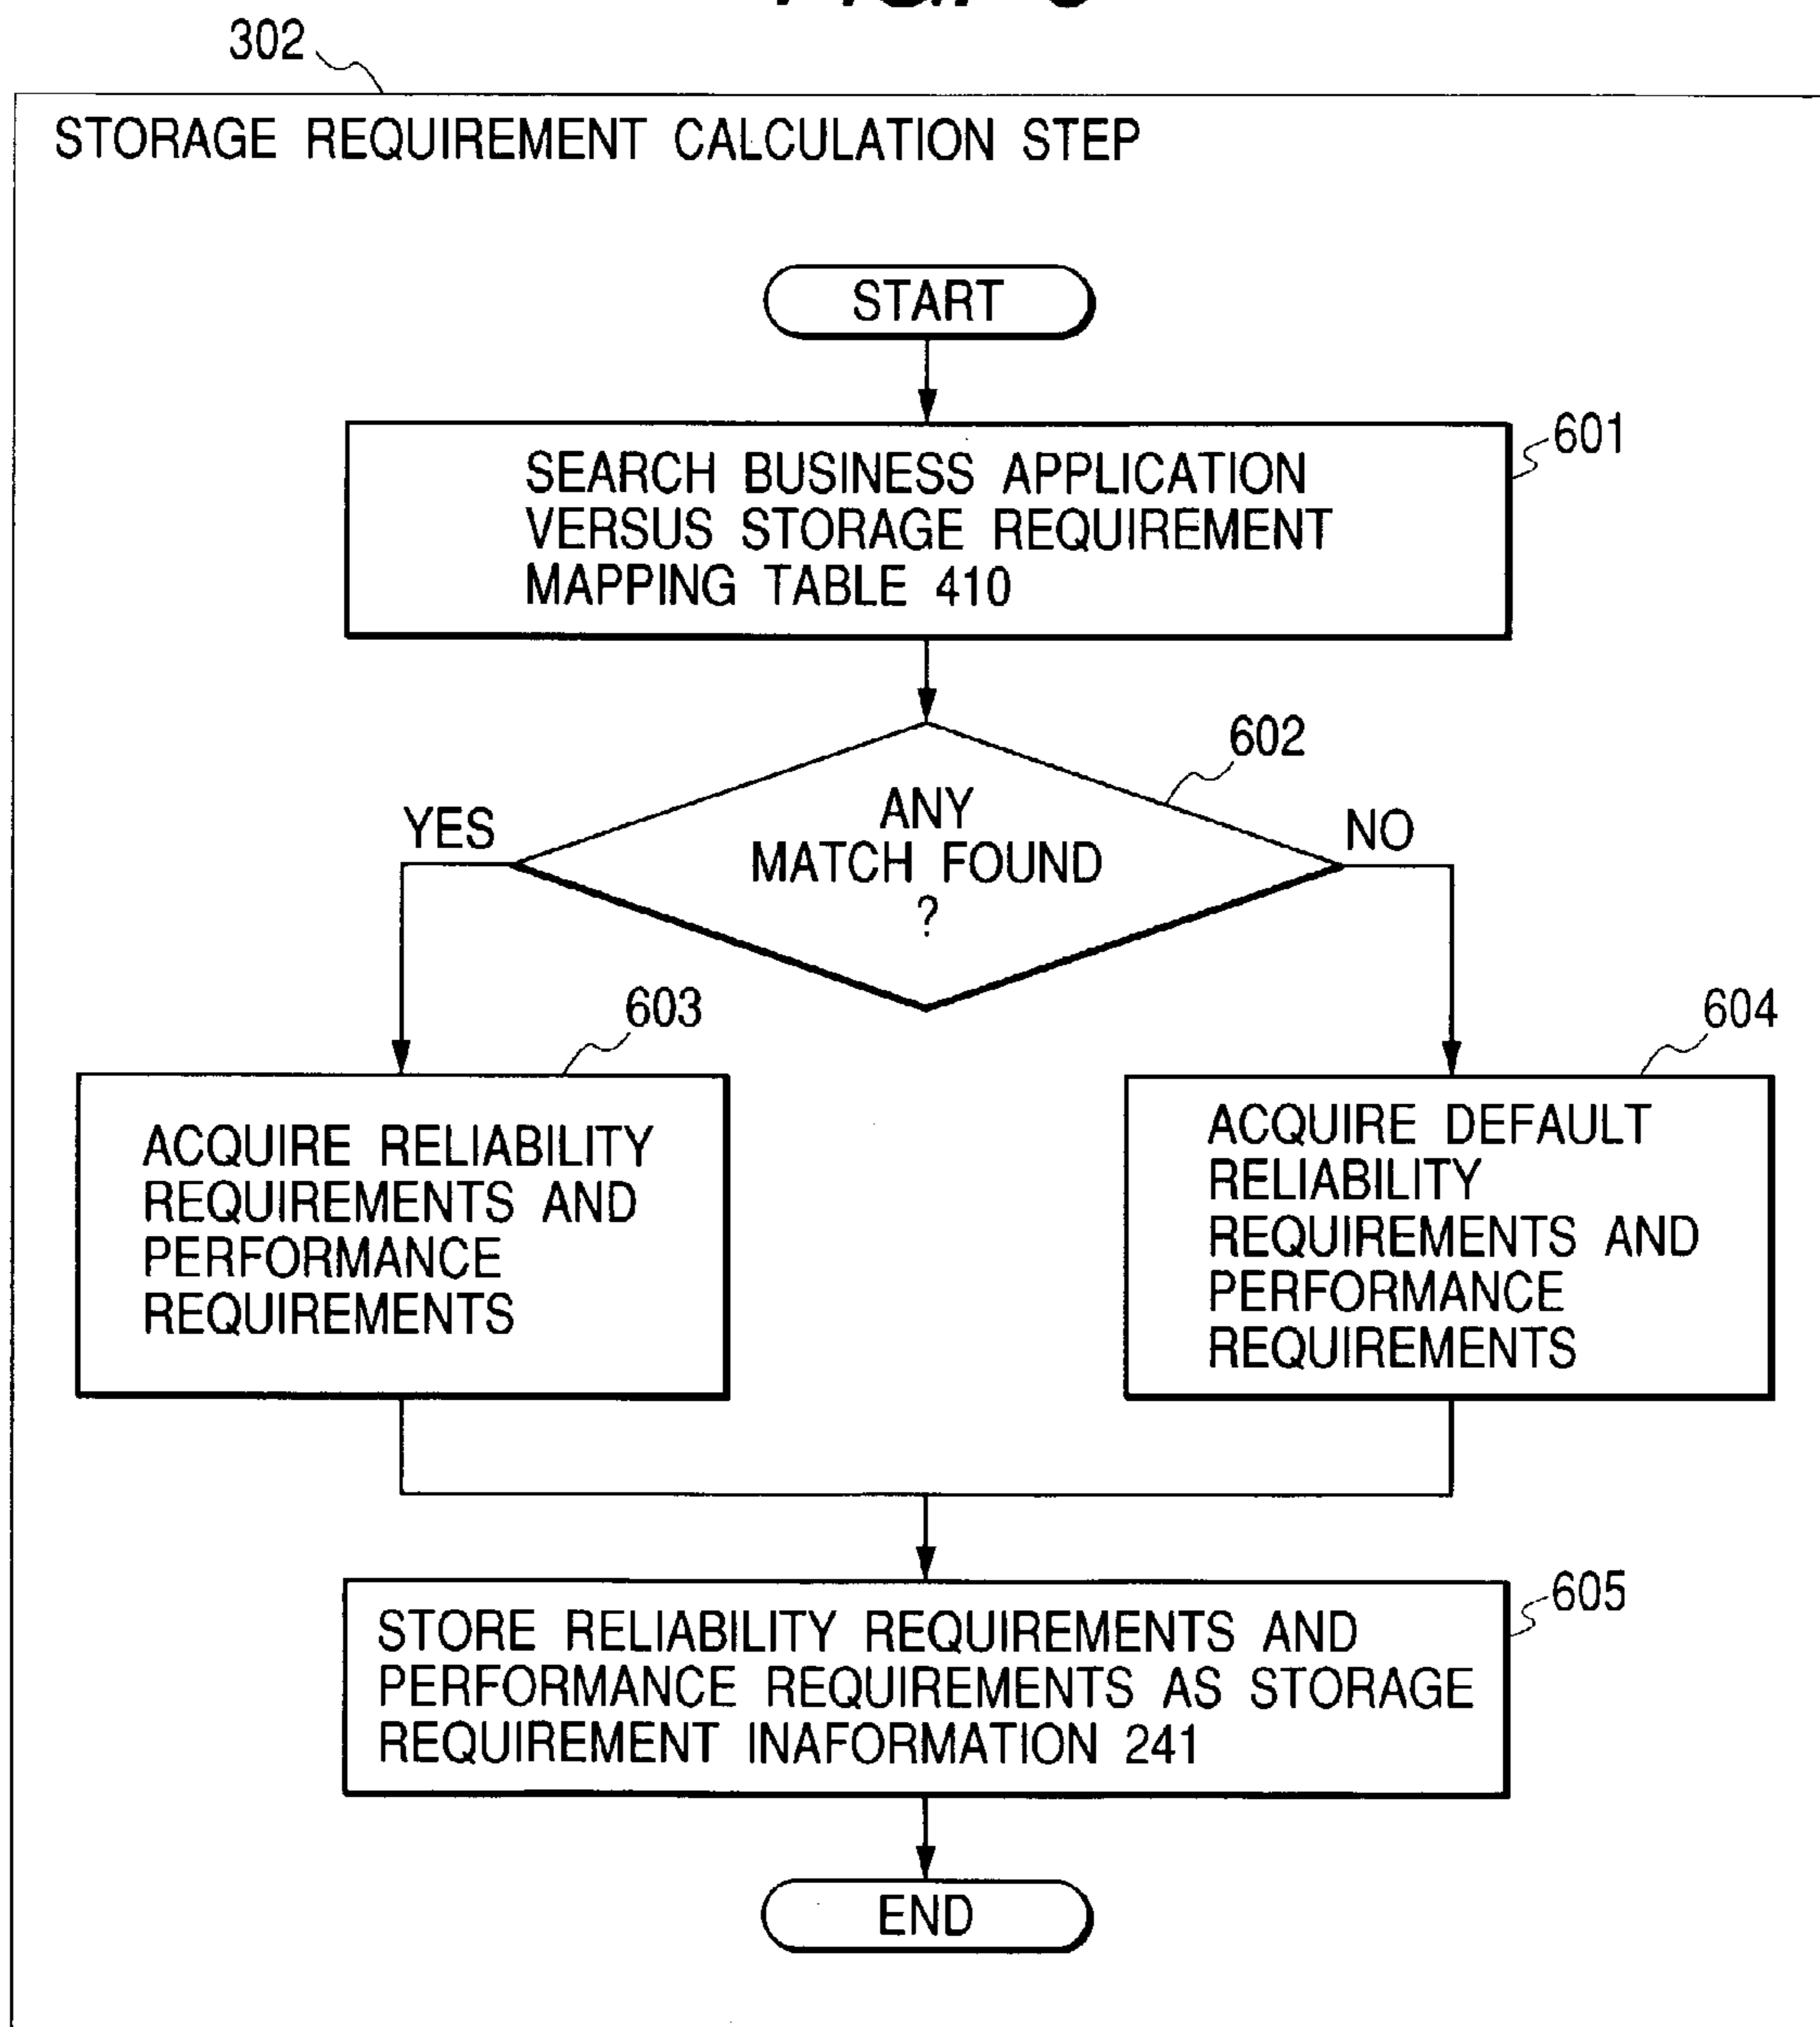 302
STORAGE REQUIREMENT CALCULATION STEP
START
601
SEARCH BUSINESS APPLICATION
VERSUS STORAGE REQUIREMENT
MAPPING TABLE 410
602
ANY
MATCH FOUND
?
YES
NO
603
ACQUIRE RELIABILITY
REQUIREMENTS AND
PERFORMANCE
REQUIREMENTS
604
ACQUIRE DEFAULT
RELIABILITY
REQUIREMENTS AND
PERFORMANCE
REQUIREMENTS
605
STORE RELIABILITY REQUIREMENTS AND
PERFORMANCE REQUIREMENTS AS STORAGE
REQUIREMENT INAFORMATION 241
END